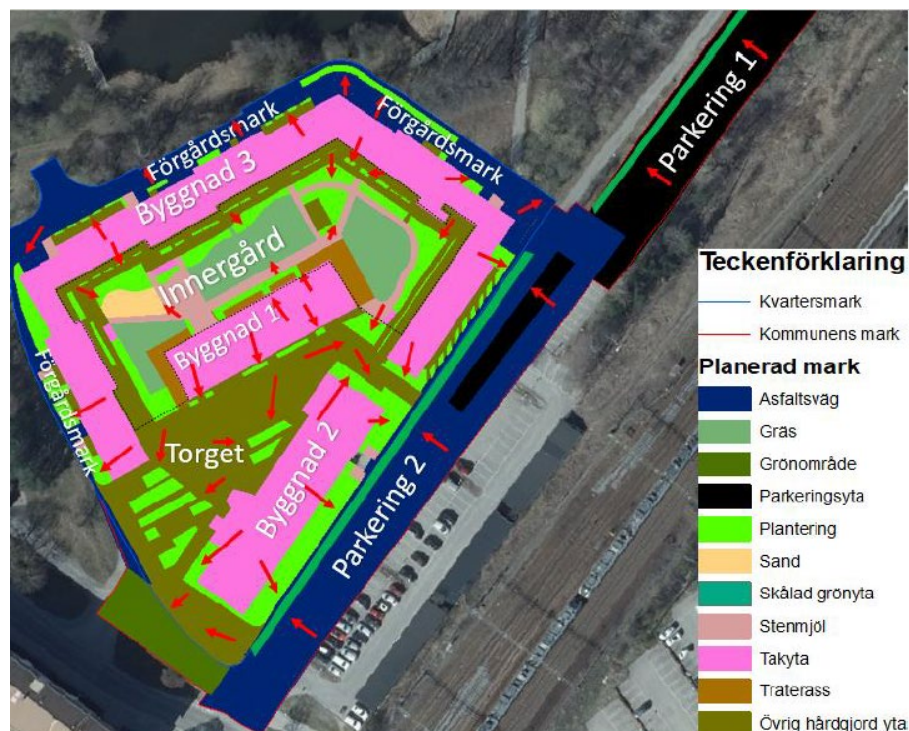 Parkering 1
Förgårdsmark
Förgårdsmark
Byggnad 3
Innergård
Byggnad 1
Förgårdsmark
Torget
Byggnad 2
Parkering 2
Teckenförklaring
Kvartersmark
Kommunens mark
Planerad mark
Asfaltsväg
Gräs
Grönområde
Parkeringsyta
Plantering
Sand
Skålad grönyta
Stenmjöl
Takyta
Traterass
Övrig hårdgjord yta